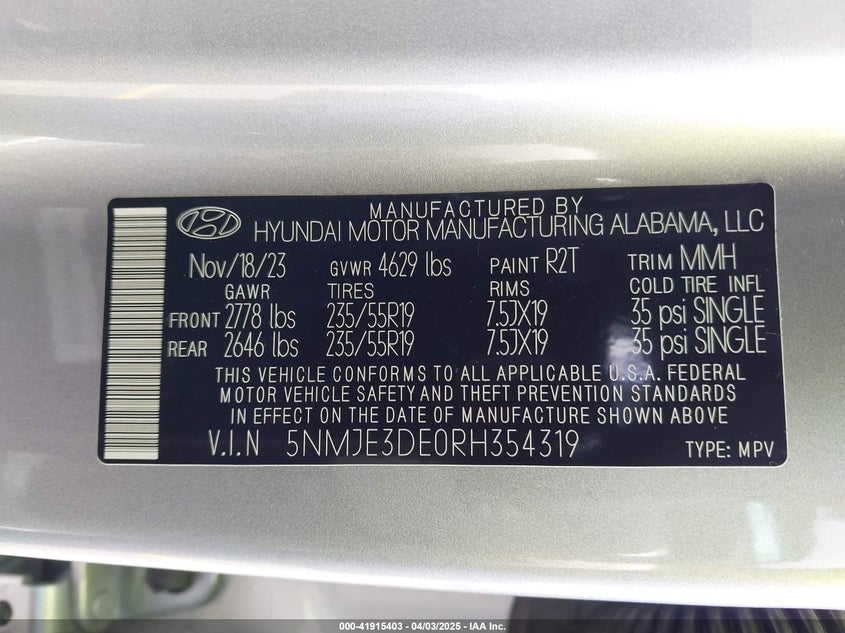 MANUFACTURED BY
HYUNDAI MOTOR MANUFACTURING ALABAMA, LLC
Nov/18/23 GVWR 4629 lbs PAINT R2T TRIM MMH
GAWR TIRES RIMS COLD TIRE INFL
FRONT 2778 lbs 235/55R19 7.5JX19 35 psi SINGLE
REAR 2646 lbs 235/55R19 7.5JX19 35 psi SINGLE
THIS VEHICLE CONFORMS TO ALL APPLICABLE U.S.A. FEDERAL
MOTOR VEHICLE SAFETY AND THEFT PREVENTION STANDARDS
IN EFFECT ON THE DATE OF MANUFACTURE SHOWN ABOVE
V.I.N 5NMJE3DE0RH354319 TYPE: MPV
000-41915403 - 04/03/2025 - IAA Inc.